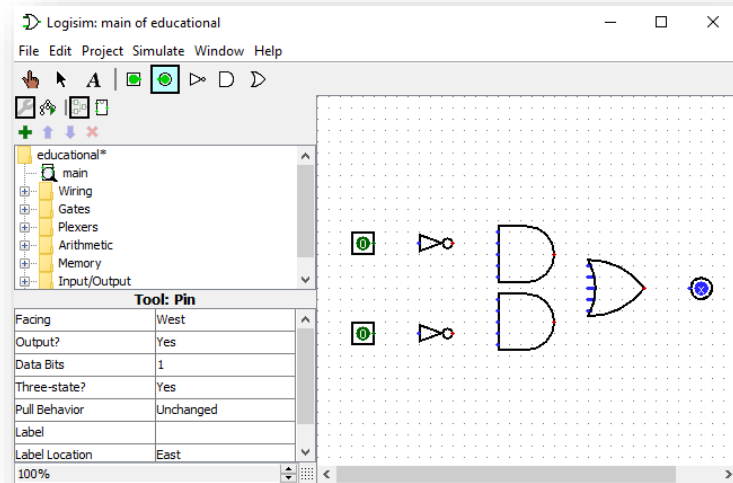 Logisim: main of educational
File Edit Project Simulate Window Help
A
educational*
main
Wiring
Gates
Plexers
Arithmetic
Memory
Input/Output
Tool: Pin
Facing West
Output? Yes
Data Bits 1
Three-state? Yes
Pull Behavior Unchanged
Label
Label Location East
100%
0
0
x